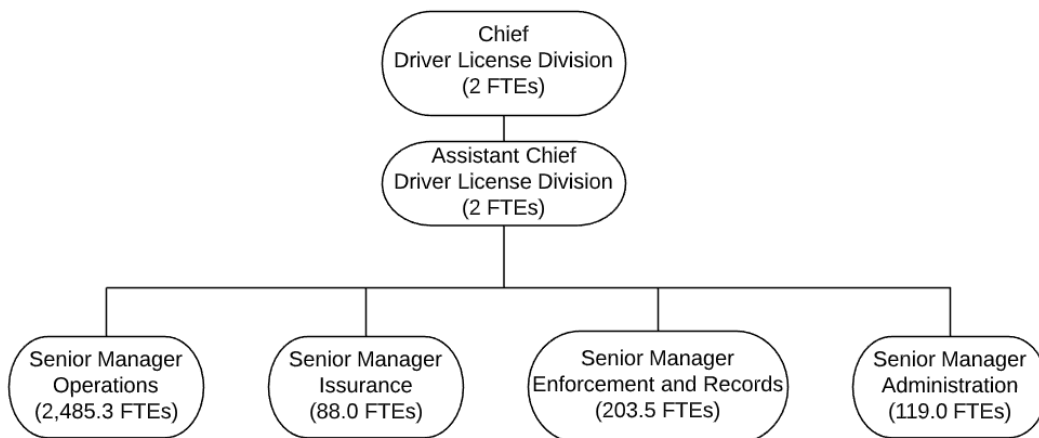 Chief
Driver License Division
(2 FTEs)
Assistant Chief
Driver License Division
(2 FTEs)
Senior Manager
Operations
(2,485.3 FTEs)
Senior Manager
Issurance
(88.0 FTEs)
Senior Manager
Enforcement and Records
(203.5 FTEs)
Senior Manager
Administration
(119.0 FTEs)